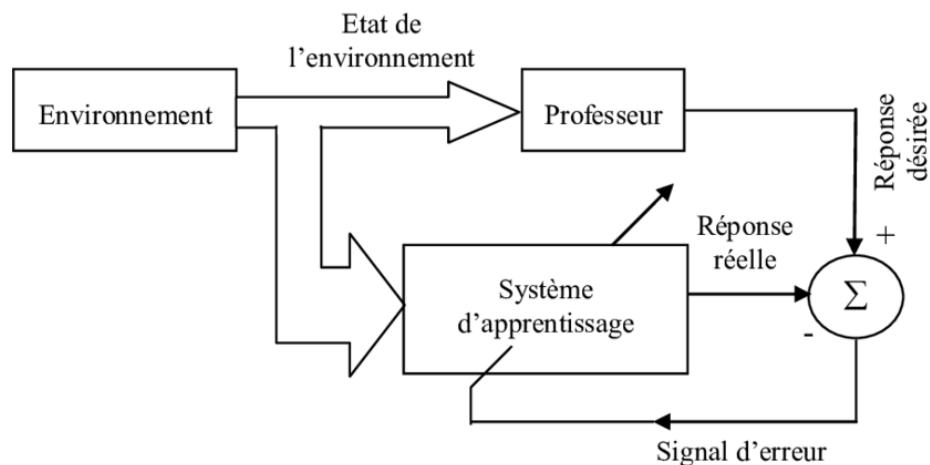 Etat de
l’environnement
Environnement
Professeur
Réponse
désirée
+
Réponse
réelle
Système
d’apprentissage
Σ
-
Signal d’erreur